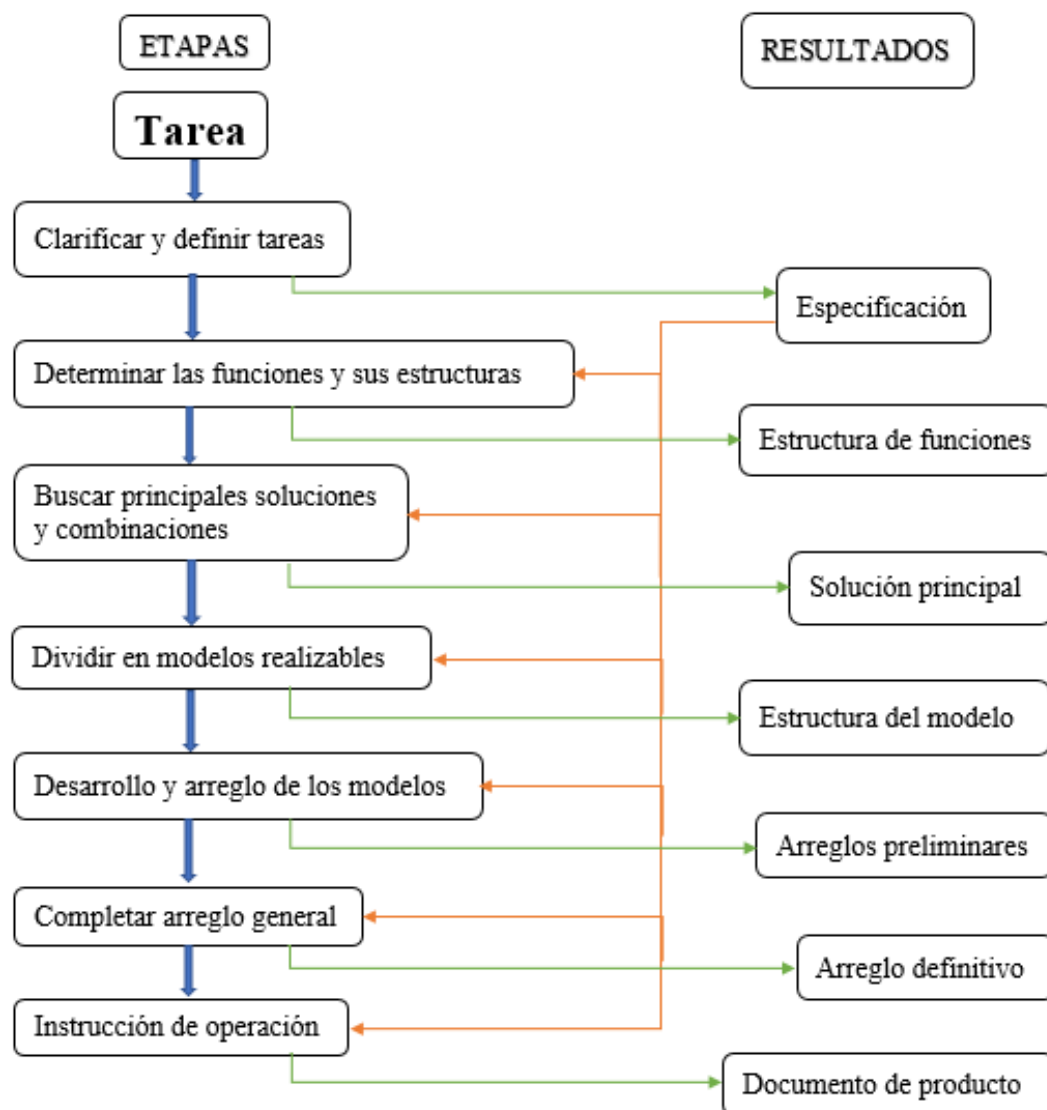 ETAPAS
RESULTADOS
Tarea
Clarificar y definir tareas
Especificación
Determinar las funciones y sus estructuras
Estructura de funciones
Buscar principales soluciones
y combinaciones
Solución principal
Dividir en modelos realizables
Estructura del modelo
Desarrollo y arreglo de los modelos
Arreglos preliminares
Completar arreglo general
Arreglo definitivo
Instrucción de operación
Documento de producto